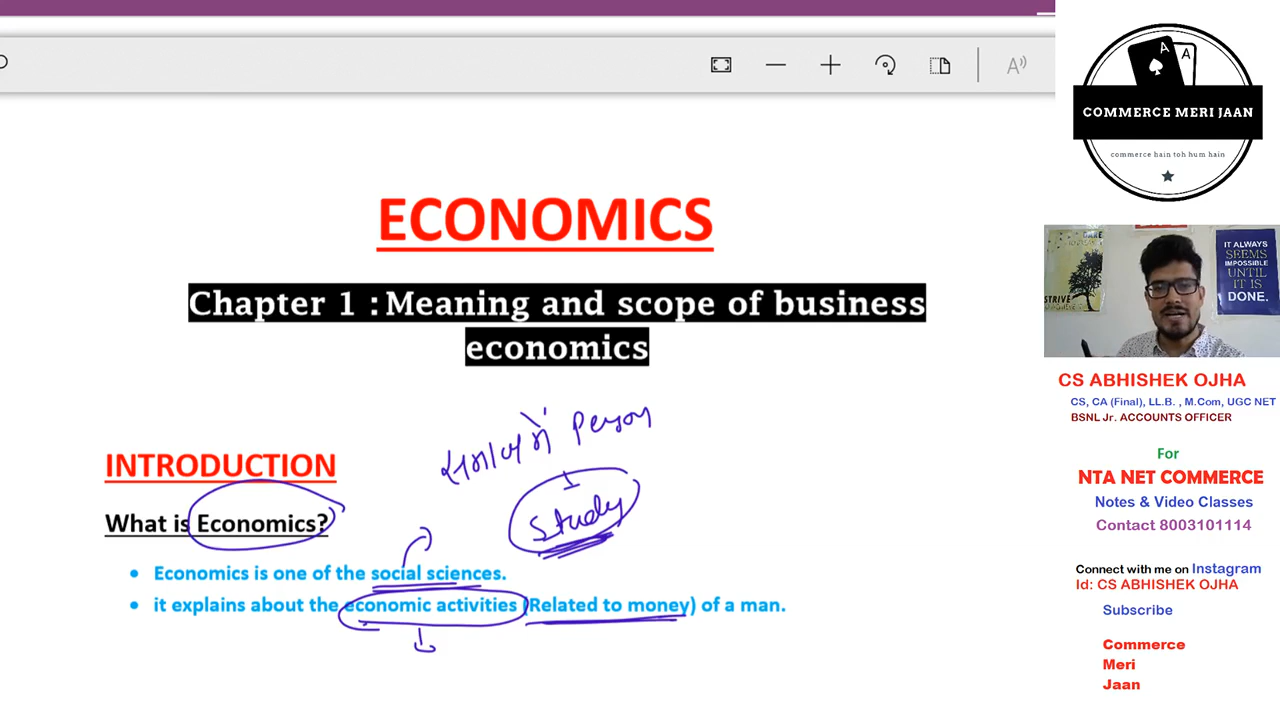 ECONOMICS
Chapter 1 : Meaning and scope of business
economics
समाज में Person
Study
INTRODUCTION
What is Economics?
• Economics is one of the social sciences.
• it explains about the economic activities (Related to money) of a man.
A
A
COMMERCE MERI JAAN
commerce hain toh hum hain
STRIVE
IT ALWAYS
SEEMS
IMPOSSIBLE
UNTIL
IT IS
DONE.
CS ABHISHEK OJHA
CS, CA (Final), LL.B. , M.Com, UGC NET
BSNL Jr. ACCOUNTS OFFICER
For
NTA NET COMMERCE
Notes & Video Classes
Contact 8003101114
Connect with me on Instagram
Id: CS ABHISHEK OJHA
Subscribe
Commerce
Meri
Jaan